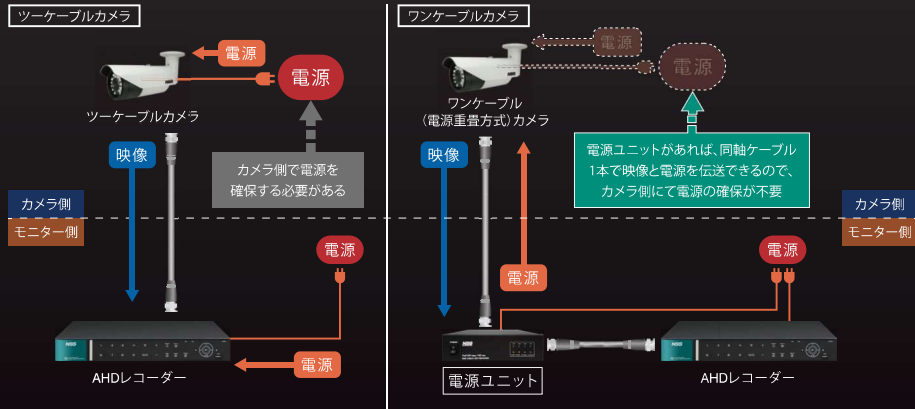 ツーケーブルカメラ
電源
電源
ツーケーブルカメラ
映像
カメラ側で電源を
確保する必要がある
カメラ側
モニター側
電源
AHDレコーダー
電源
ワンケーブルカメラ
電源
電源
ワンケーブル
（電源重畳方式）カメラ
映像
電源ユニットがあれば、同軸ケーブル
1本で映像と電源を伝送できるので、
カメラ側にて電源の確保が不要
カメラ側
モニター側
電源
電源
電源ユニット
AHDレコーダー